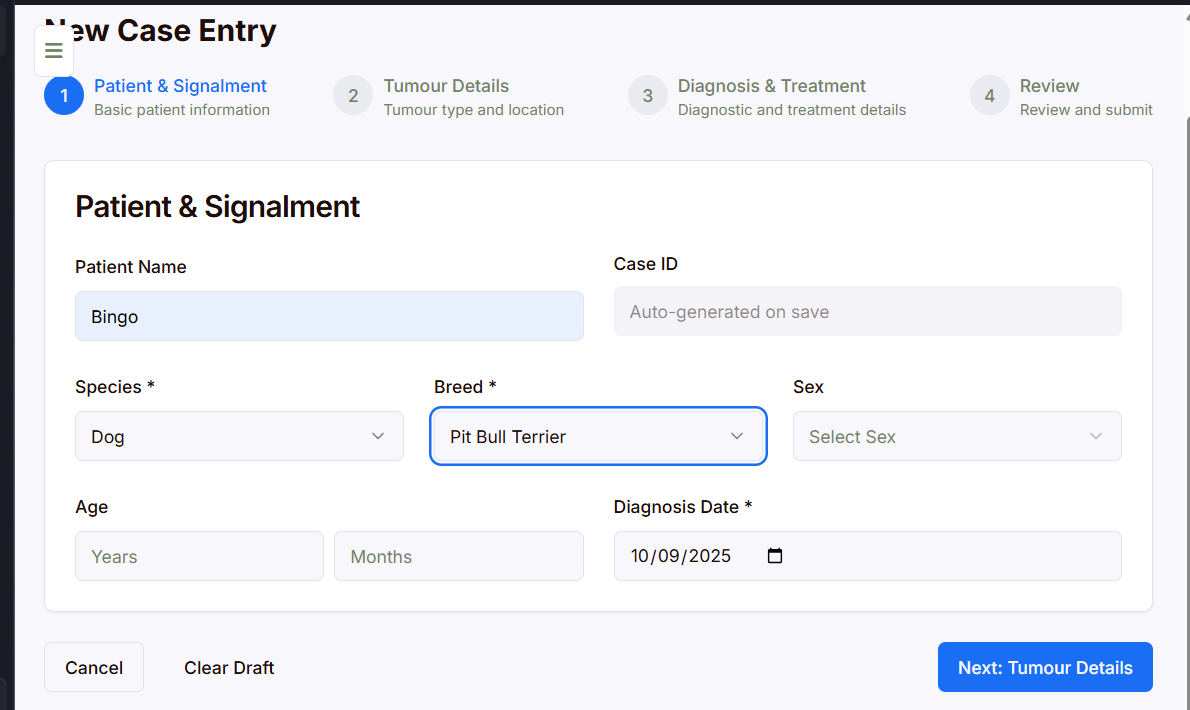 New Case Entry
1
Patient & Signalment
Basic patient information
2
Tumour Details
Tumour type and location
3
Diagnosis & Treatment
Diagnostic and treatment details
4
Review
Review and submit
Patient & Signalment
Patient Name
Bingo
Case ID
Auto-generated on save
Species *
Dog
Breed *
Pit Bull Terrier
Sex
Select Sex
Age
Years
Months
Diagnosis Date *
10/09/2025
Cancel
Clear Draft
Next: Tumour Details